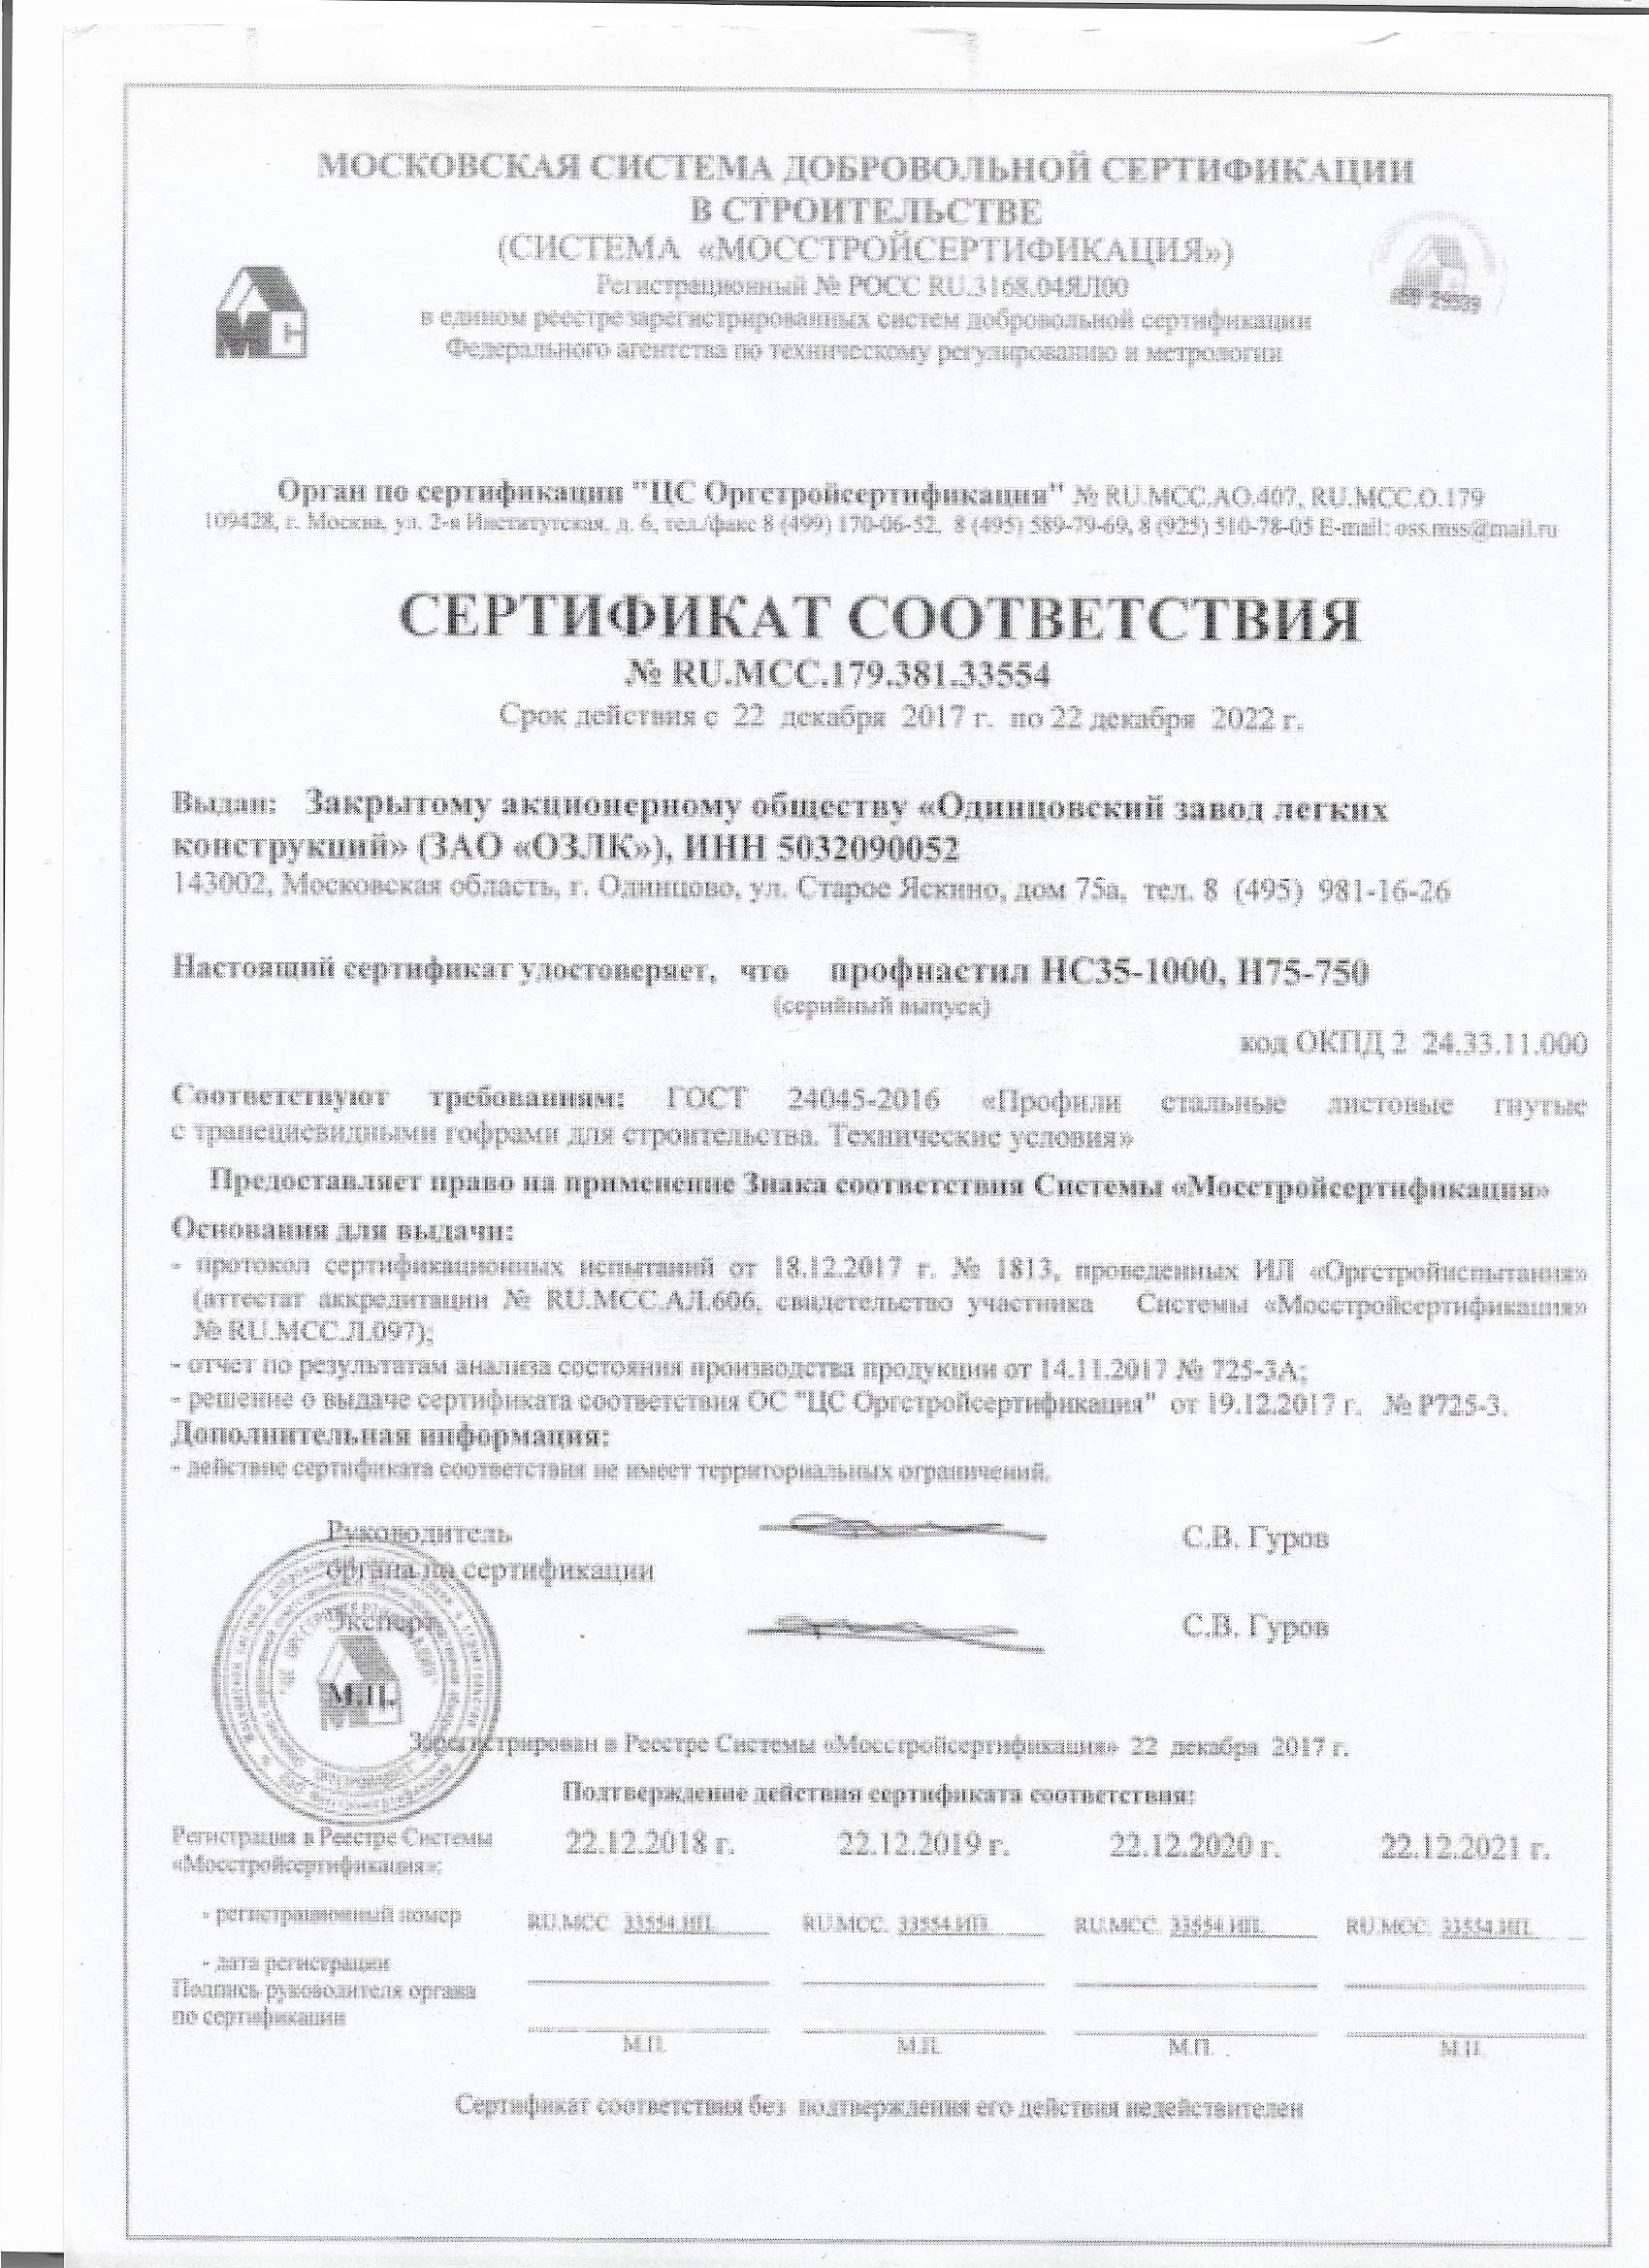 МОСКОВСКАЯ СИСТЕМА ДОБРОВОЛЬНОЙ СЕРТИФИКАЦИИ
В СТРОИТЕЛЬСТВЕ
(СИСТЕМА «МОССТРОЙСЕРТИФИКАЦИЯ»)
Регистрационный № РОСС RU.3168.04ЯЛ00
в едином реестре зарегистрированных систем добровольной сертификации
Федерального агентства по техническому регулированию и метрологии
МС
Орган по сертификации "ЦС Оргстройсертификация" № RU.МСС.АО.407, RU.МСС.О.179
109428, г. Москва, ул. 2-я Институтская, д. 6, тел./факс 8 (499) 170-06-52, 8 (495) 589-79-69, 8 (925) 510-78-05 E-mail: oss.mss@mail.ru
СЕРТИФИКАТ СООТВЕТСТВИЯ
№ RU.МСС.179.381.33554
Срок действия с 22 декабря 2017 г. по 22 декабря 2022 г.
Выдан: Закрытому акционерному обществу «Одинцовский завод легких
конструкций» (ЗАО «ОЗЛК»), ИНН 5032090052
143002, Московская область, г. Одинцово, ул. Старое Яскино, дом 75а, тел. 8 (495) 981-16-26
Настоящий сертификат удостоверяет, что профнастил НС35-1000, Н75-750
(серийный выпуск)
код ОКПД 2 24.33.11.000
Соответствуют требованиям: ГОСТ 24045-2016 «Профили стальные листовые гнутые
с трапециевидными гофрами для строительства. Технические условия»
Предоставляет право на применение Знака соответствия Системы «Мосстройсертификация»
Основания для выдачи:
- протокол сертификационных испытаний от 18.12.2017 г. № 1813, проведенных ИЛ «Оргстройиспытания»
(аттестат аккредитации № RU.МСС.АЛ.606, свидетельство участника Системы «Мосстройсертификация»
№ RU.МСС.Л.097);
- отчет по результатам анализа состояния производства продукции от 14.11.2017 № 725-3А;
- решение о выдаче сертификата соответствия ОС "ЦС Оргстройсертификация" от 19.12.2017 г. № Р725-3.
Дополнительная информация:
- действие сертификата соответствия не имеет территориальных ограничений.
Руководитель С.В. Гуров
органа по сертификации
Эксперт С.В. Гуров
М.П.
Зарегистрирован в Реестре Системы «Мосстройсертификация» 22 декабря 2017 г.
Подтверждение действия сертификата соответствия:
Регистрация в Реестре Системы 22.12.2018 г. 22.12.2019 г. 22.12.2020 г. 22.12.2021 г.
«Мосстройсертификация»:
- регистрационный номер RU.МСС. 33554.ИП. RU.МСС. 33554.ИП. RU.МСС. 33554.ИП. RU.МСС. 33554.ИП.
- дата регистрации
Подпись руководителя органа
по сертификации
М.П. М.П. М.П. М.П.
Сертификат соответствия без подтверждения его действия недействителен